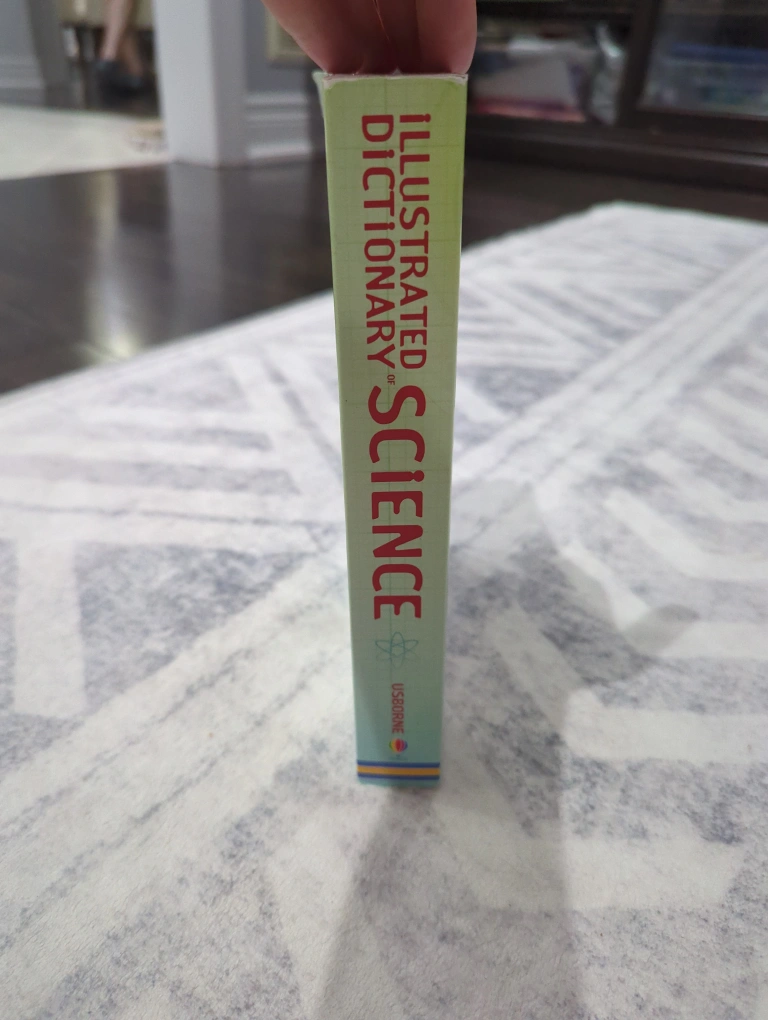 iLLUSTRATED
DiCTiONARY
OF
SCiENCE
USBORNE